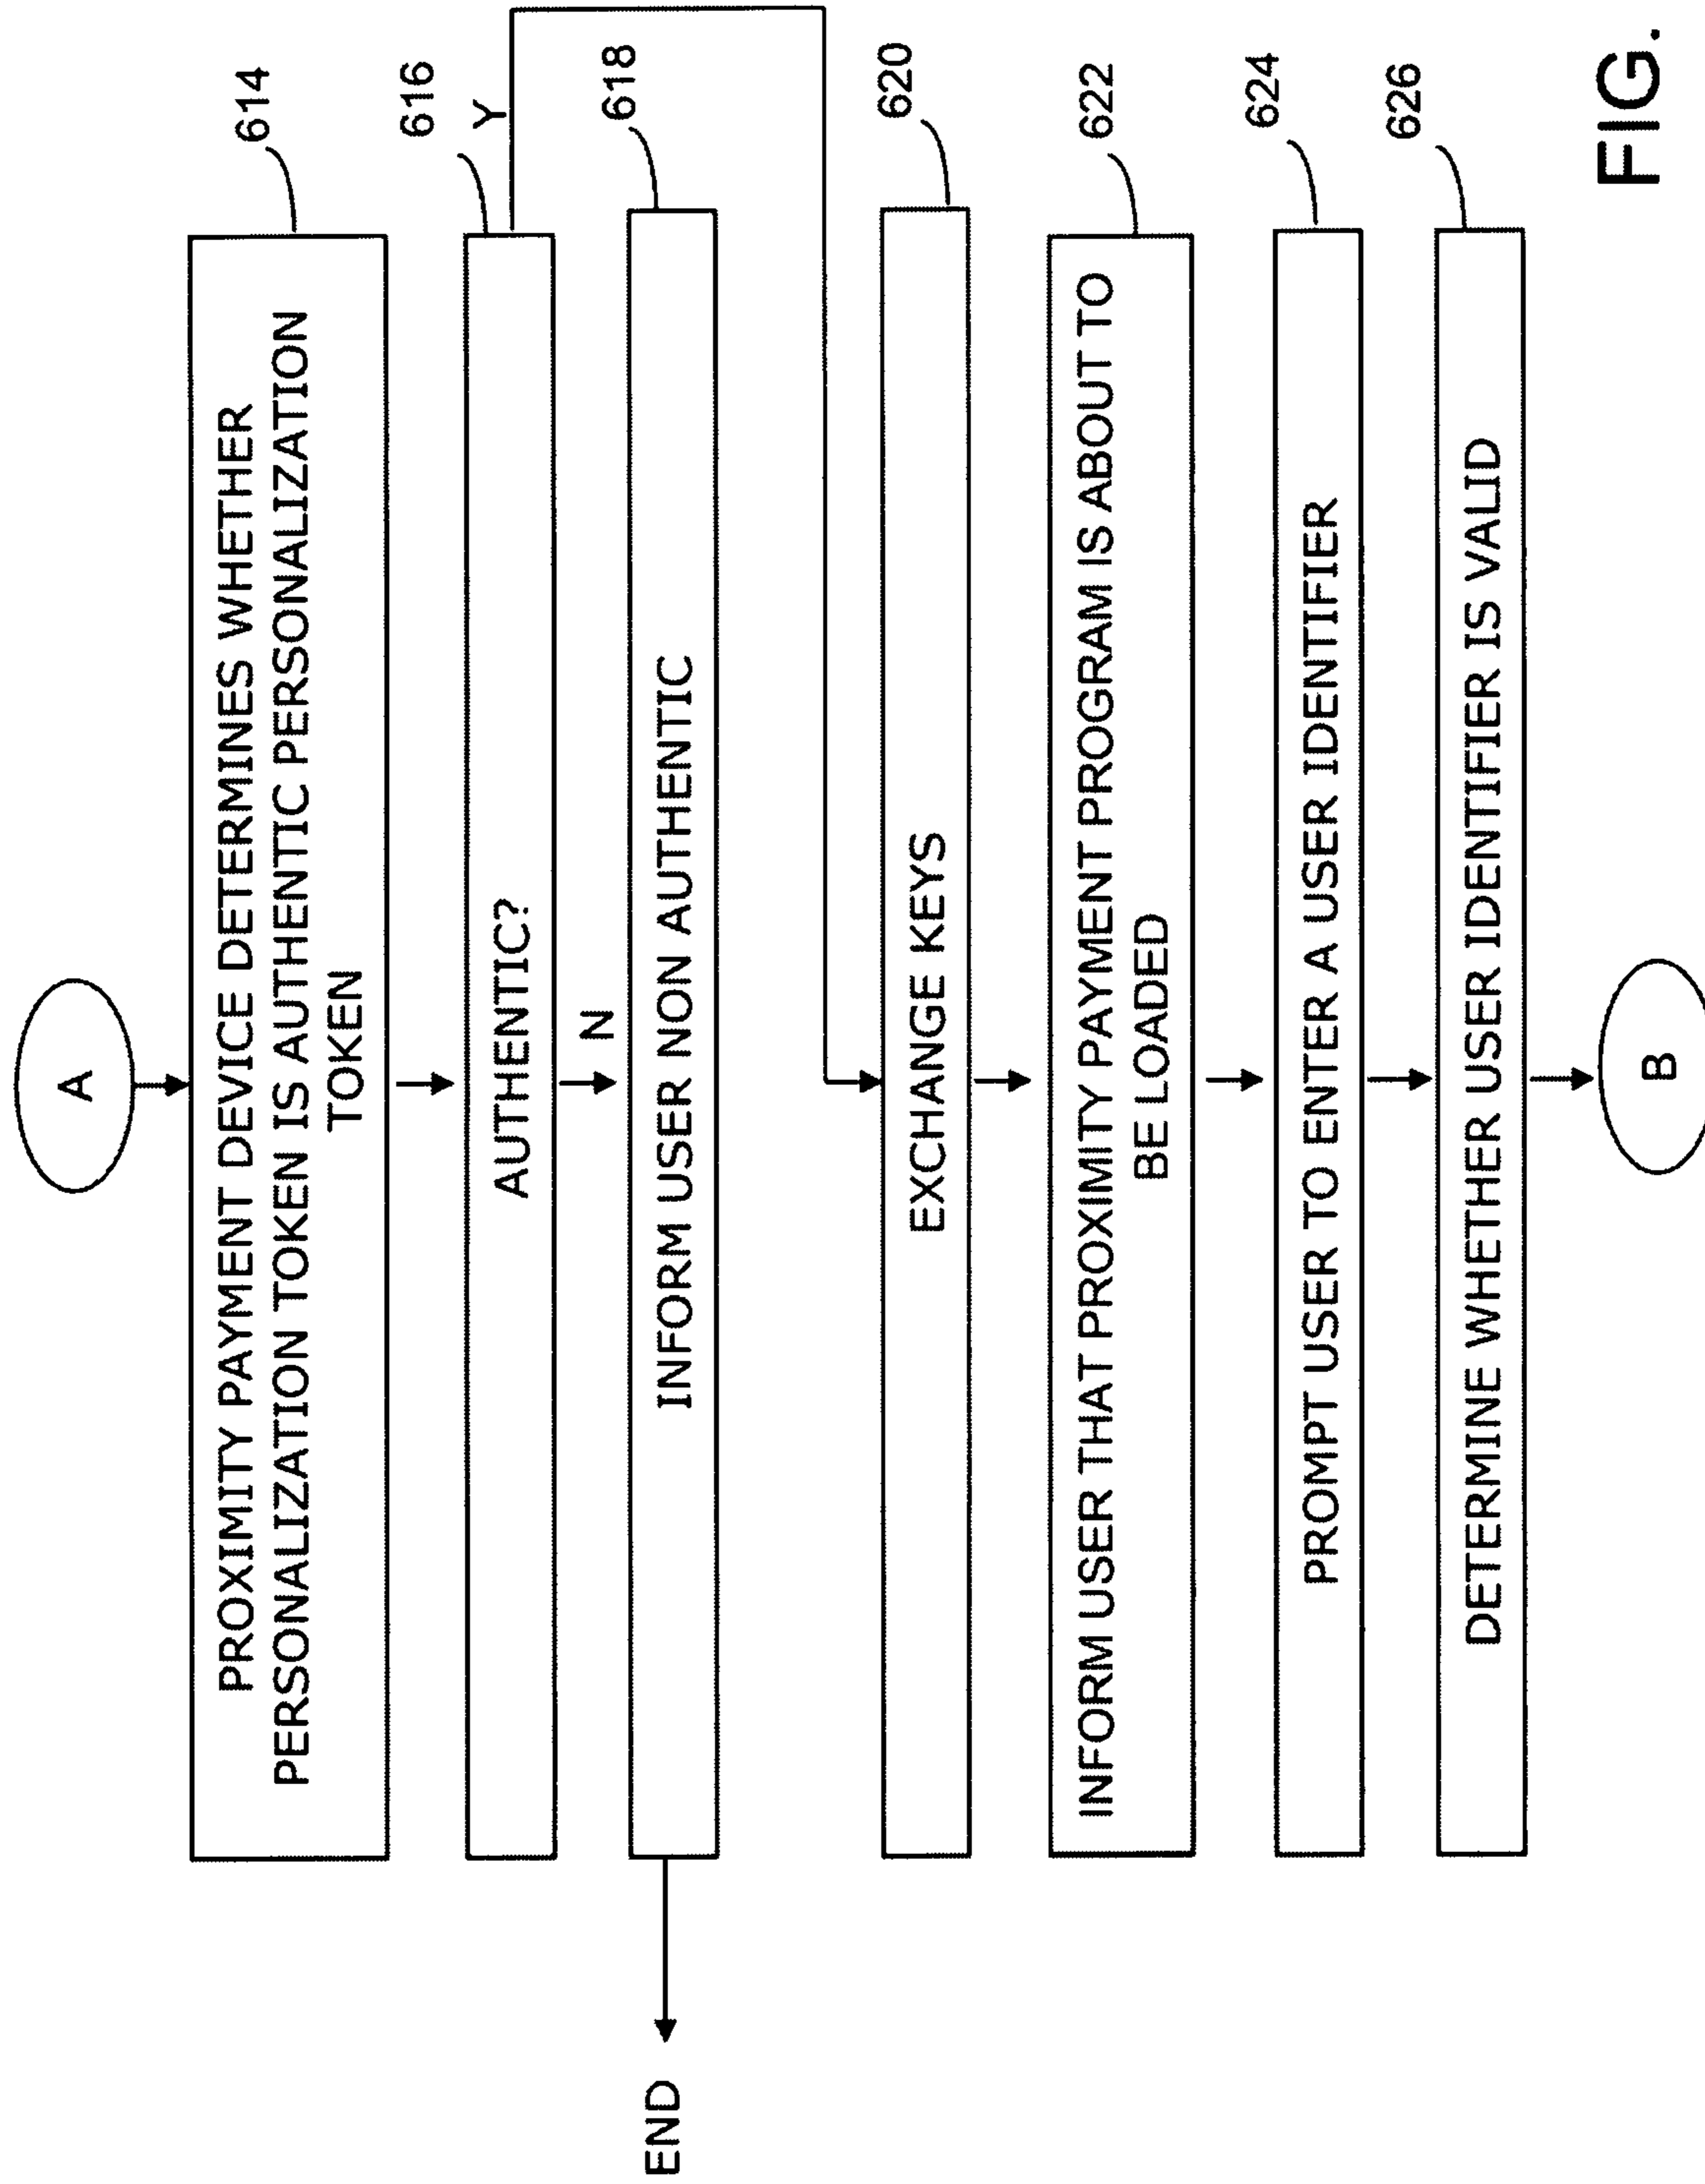 A
614
PROXIMITY PAYMENT DEVICE DETERMINES WHETHER
PERSONALIZATION TOKEN IS AUTHENTIC PERSONALIZATION
TOKEN
616
AUTHENTIC?
Y
N
618
INFORM USER NON AUTHENTIC
END
620
EXCHANGE KEYS
622
INFORM USER THAT PROXIMITY PAYMENT PROGRAM IS ABOUT TO
BE LOADED
624
PROMPT USER TO ENTER A USER IDENTIFIER
626
DETERMINE WHETHER USER IDENTIFIER IS VALID
B
FIG.